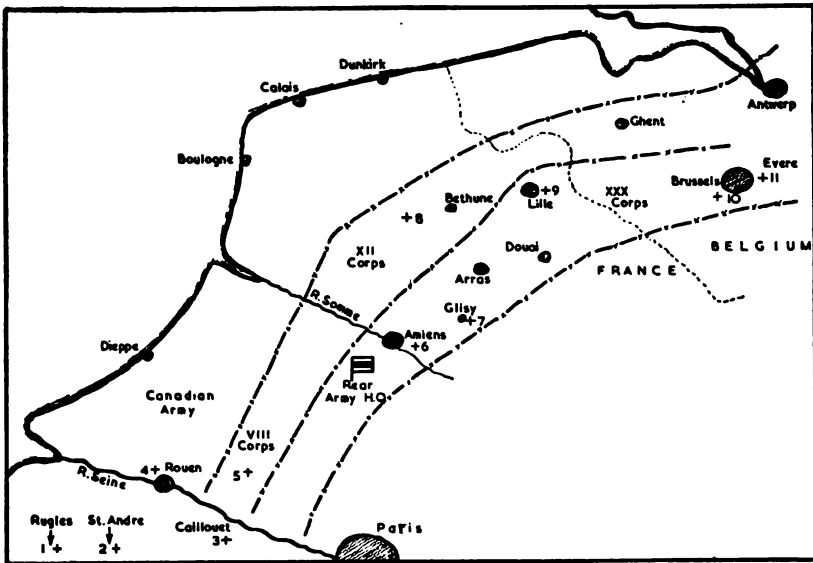 Dunkirk
Calais
Antwerp
Ghent
Boulogne
Evere
+11
Brussels
+10
XXX
Corps
+9
Lille
Bethune
+8
XII
Corps
Douai
BELGIUM
FRANCE
Arras
Glisy
+7
R. Somme
Amiens
+6
Dieppe
Rear
Army H.Q.
Canadian
Army
VIII
Corps
5+
4+ Rouen
R. Seine
Rugles
1+
St. Andre
2+
Caillouet
3+
Paris